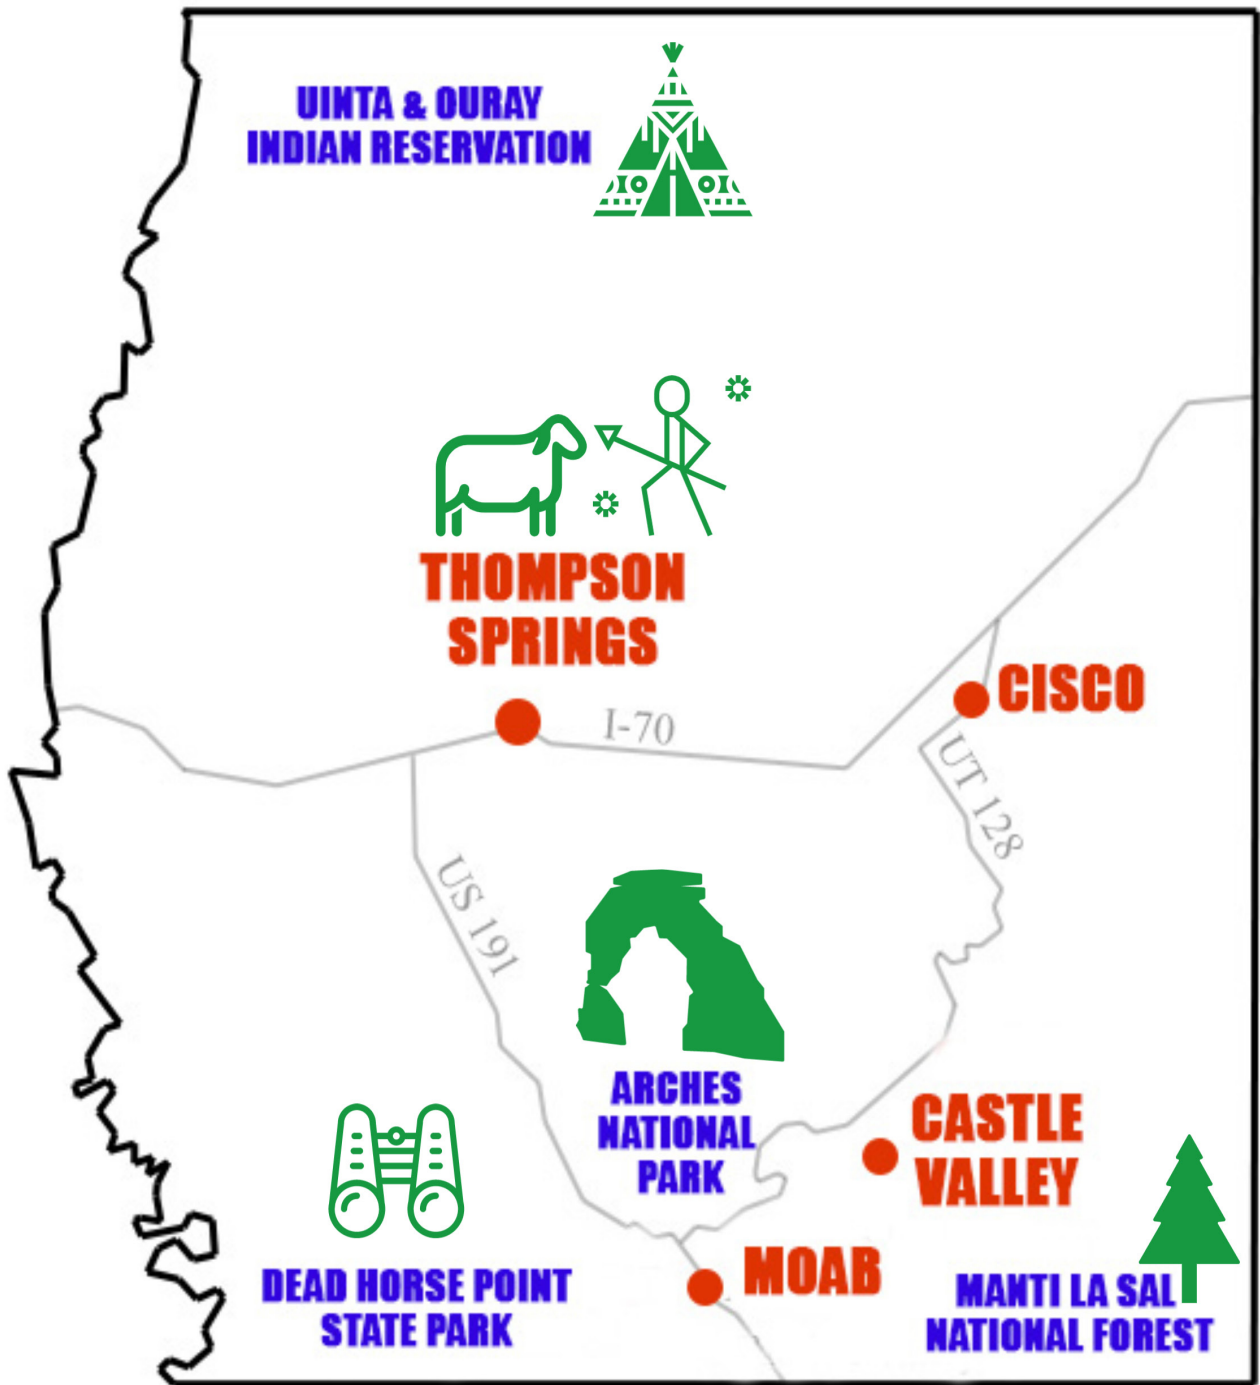 UINTA & OURAY
INDIAN RESERVATION
THOMPSON
SPRINGS
I-70
CISCO
UT 128
US 191
ARCHES
NATIONAL
PARK
CASTLE
VALLEY
MOAB
DEAD HORSE POINT
STATE PARK
MANTI LA SAL
NATIONAL FOREST